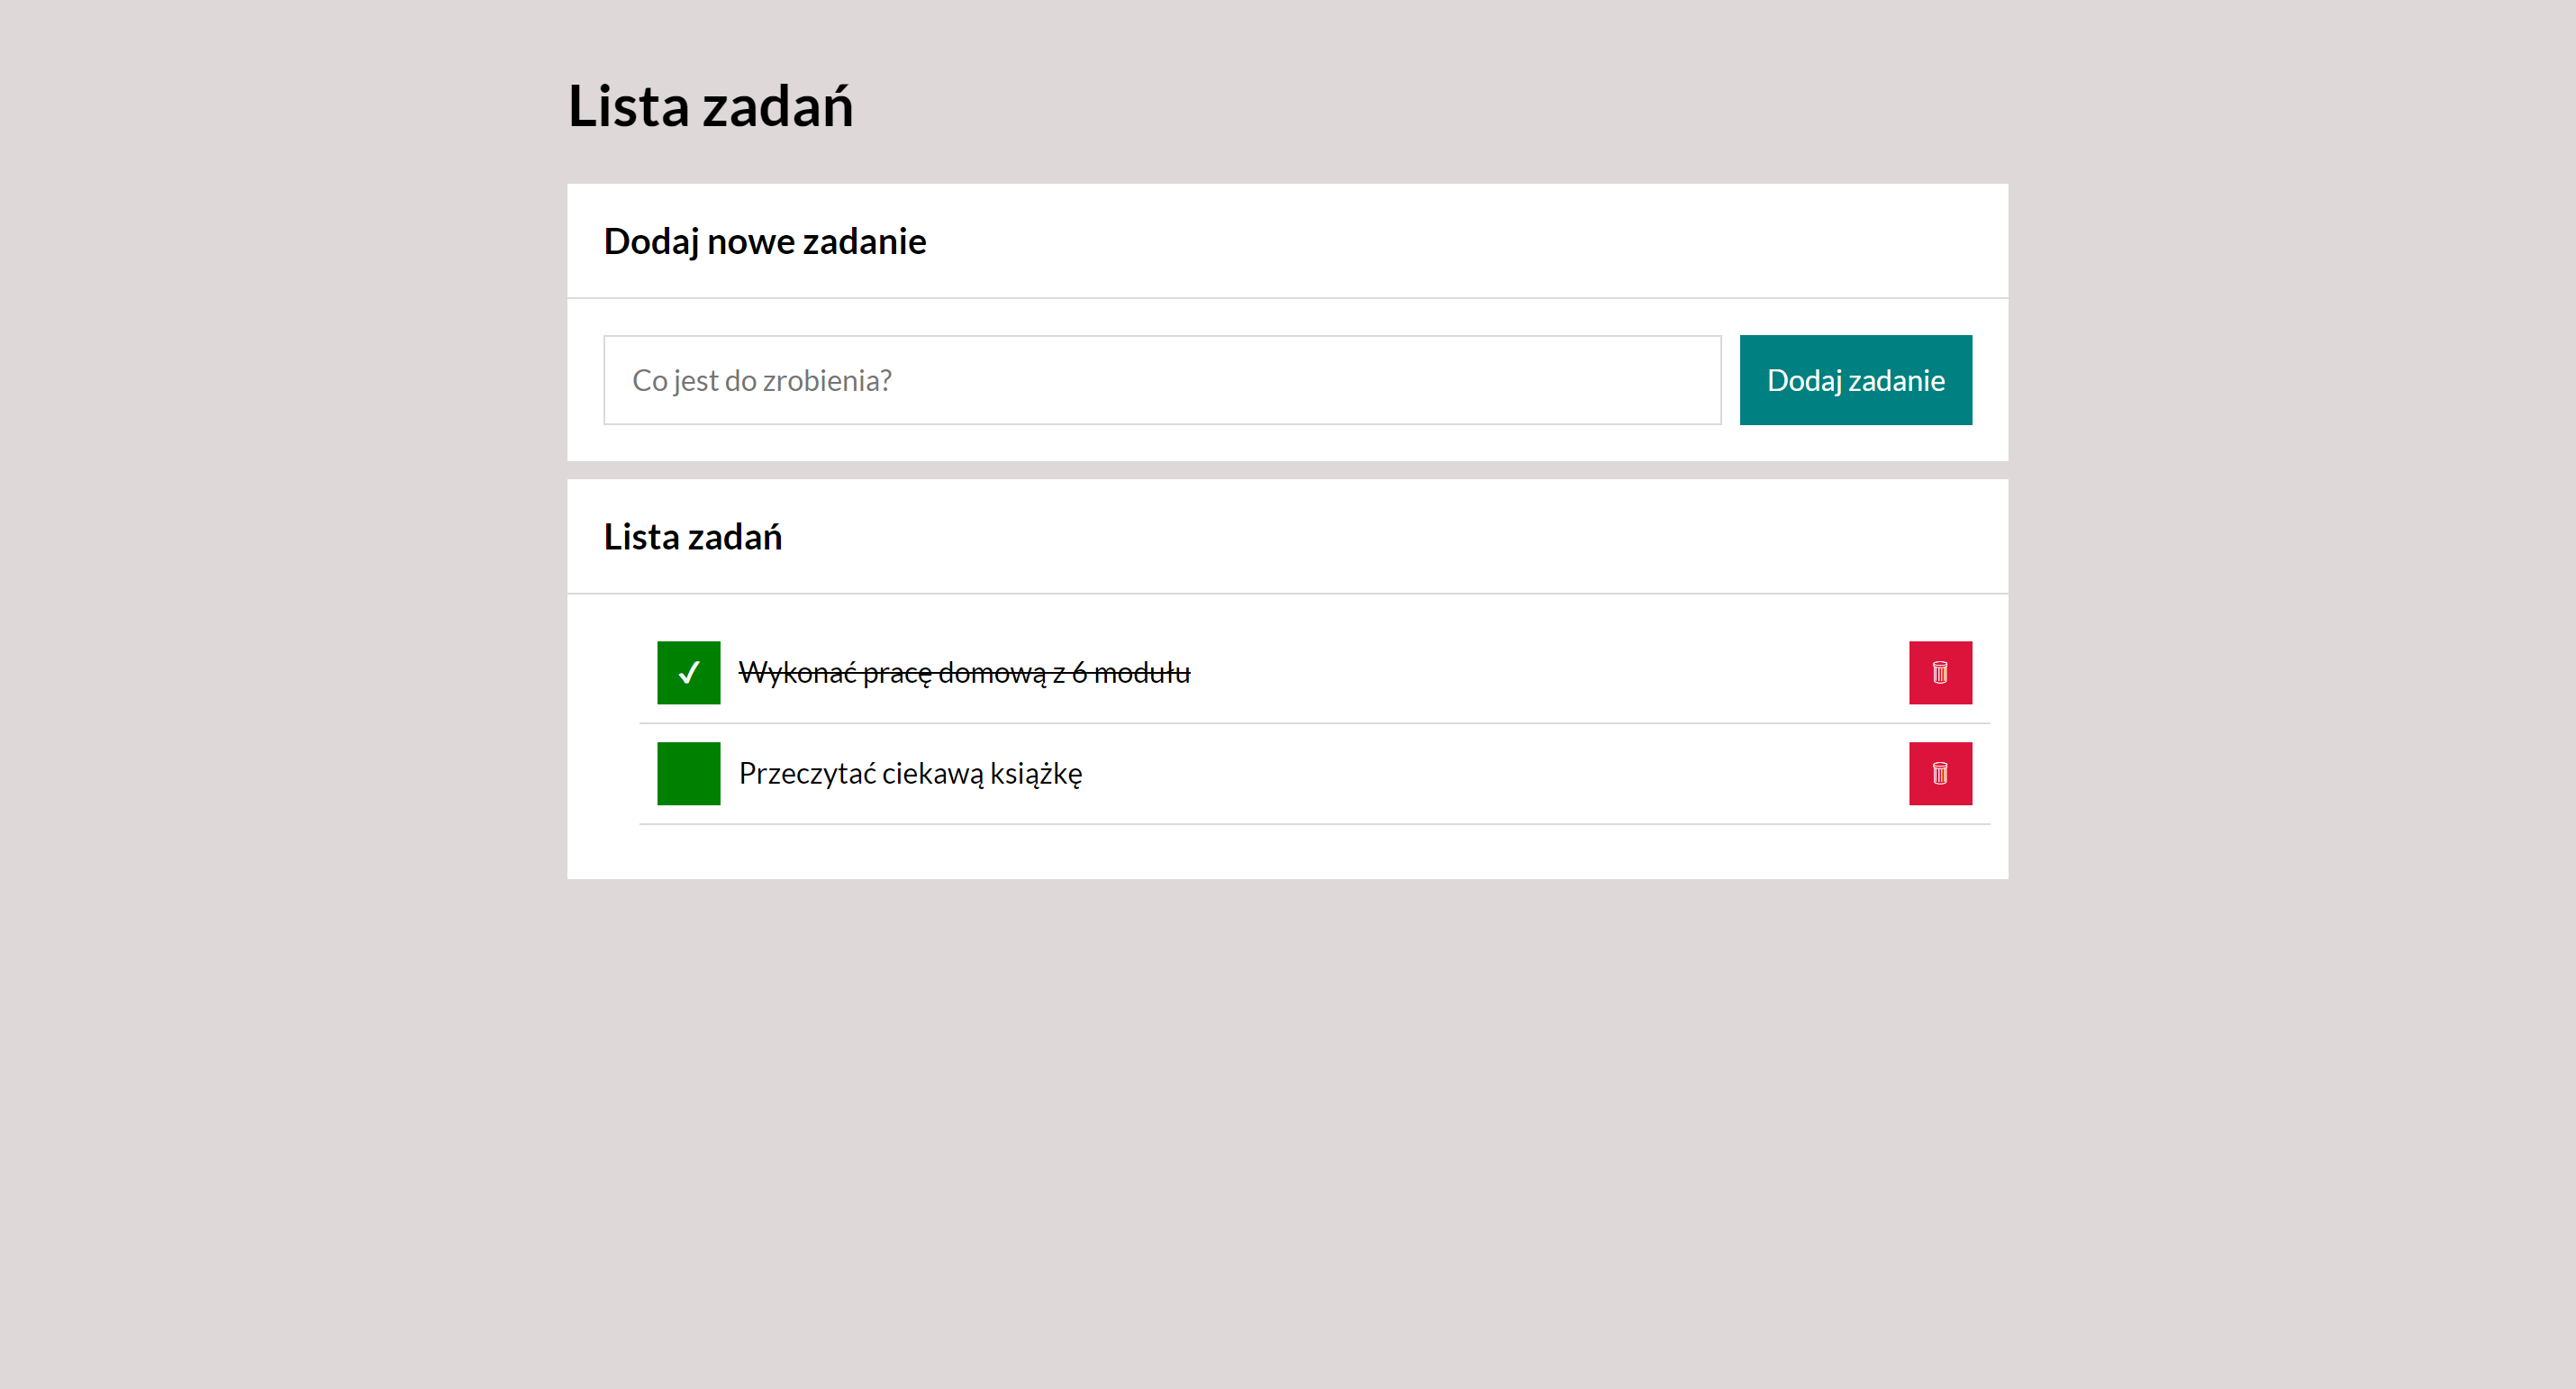 Lista zadań
Dodaj nowe zadanie
Co jest do zrobienia?
Dodaj zadanie
Lista zadań
Wykonać pracę domową z 6 modułu
Przeczytać ciekawą książkę